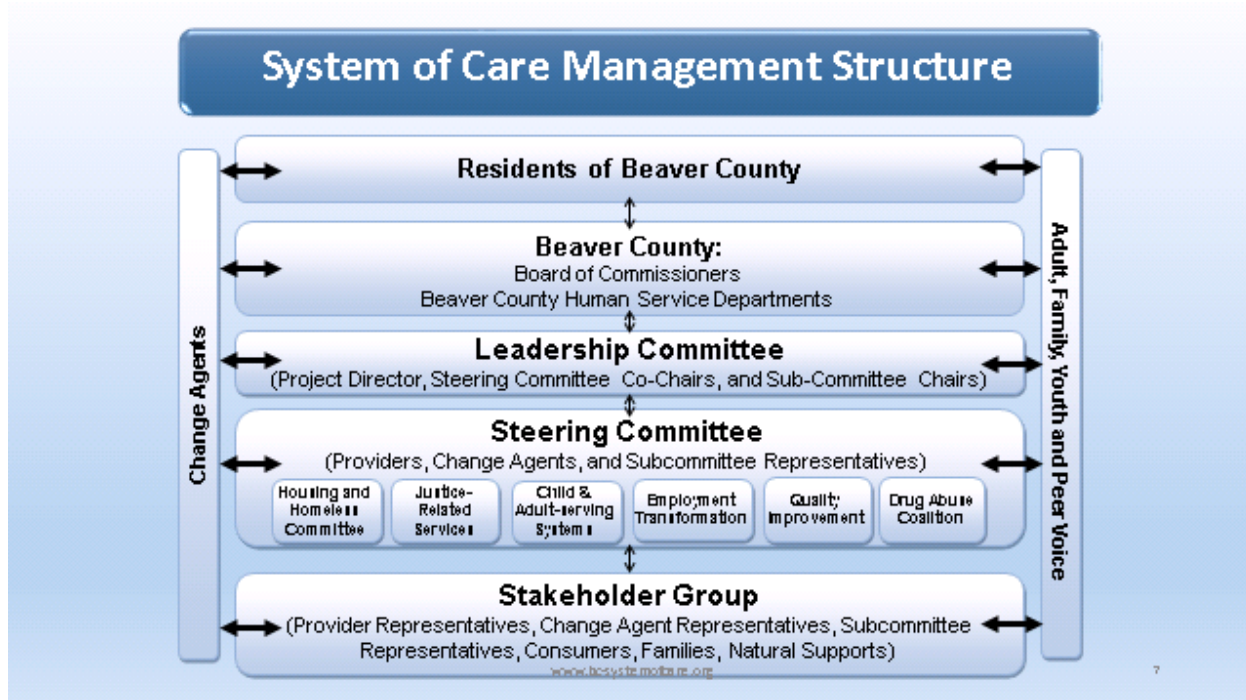 System of Care Management Structure
Residents of Beaver County
Beaver County:
Board of Commissioners
Beaver County Human Service Departments
Leadership Committee
(Project Director, Steering Committee Co-Chairs, and Sub-Committee Chairs)
Steering Committee
(Providers, Change Agents, and Subcommittee Representatives)
Housing and
Homeless
Committee
Justice-
Related
Services
Child &
Adult-serving
Systems
Employment
Transformation
Quality
Improvement
Drug Abuse
Coalition
Stakeholder Group
(Provider Representatives, Change Agent Representatives, Subcommittee
Representatives, Consumers, Families, Natural Supports)
www.bcsystemofcare.org
7
Change Agents
Adult, Family, Youth and Peer Voice